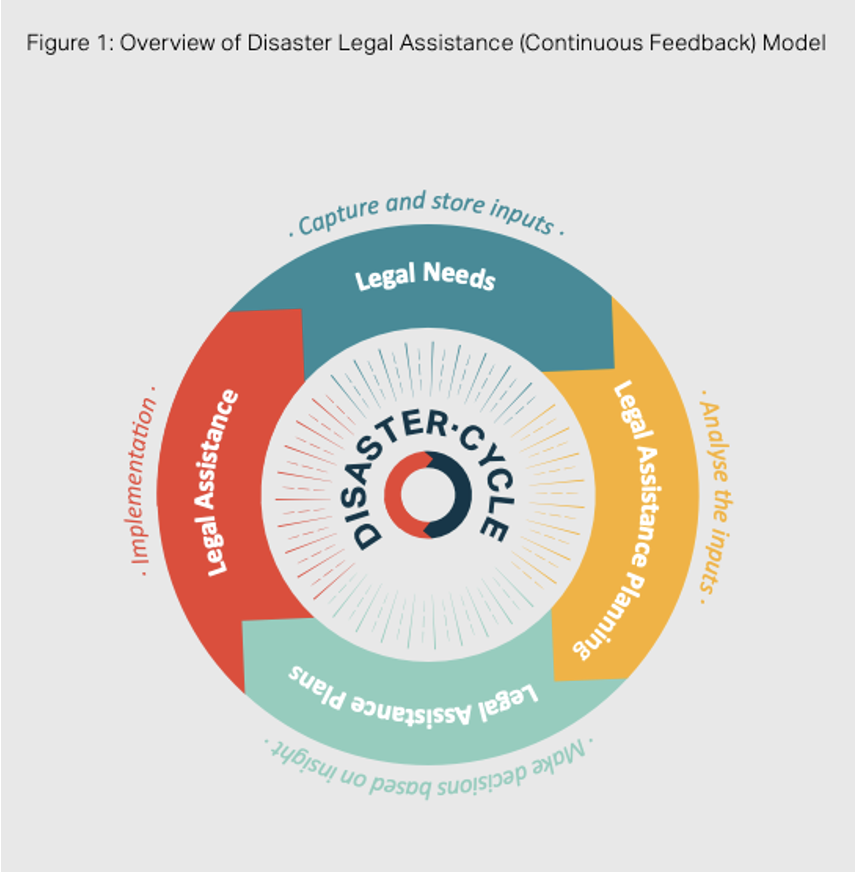 Figure 1: Overview of Disaster Legal Assistance (Continuous Feedback) Model
· Capture and store inputs ·
Legal Needs
· Analyse the inputs ·
Legal Assistance Planning
· Make decisions based on insight ·
Legal Assistance Plans
· Implementation ·
Legal Assistance
DISASTER·CYCLE